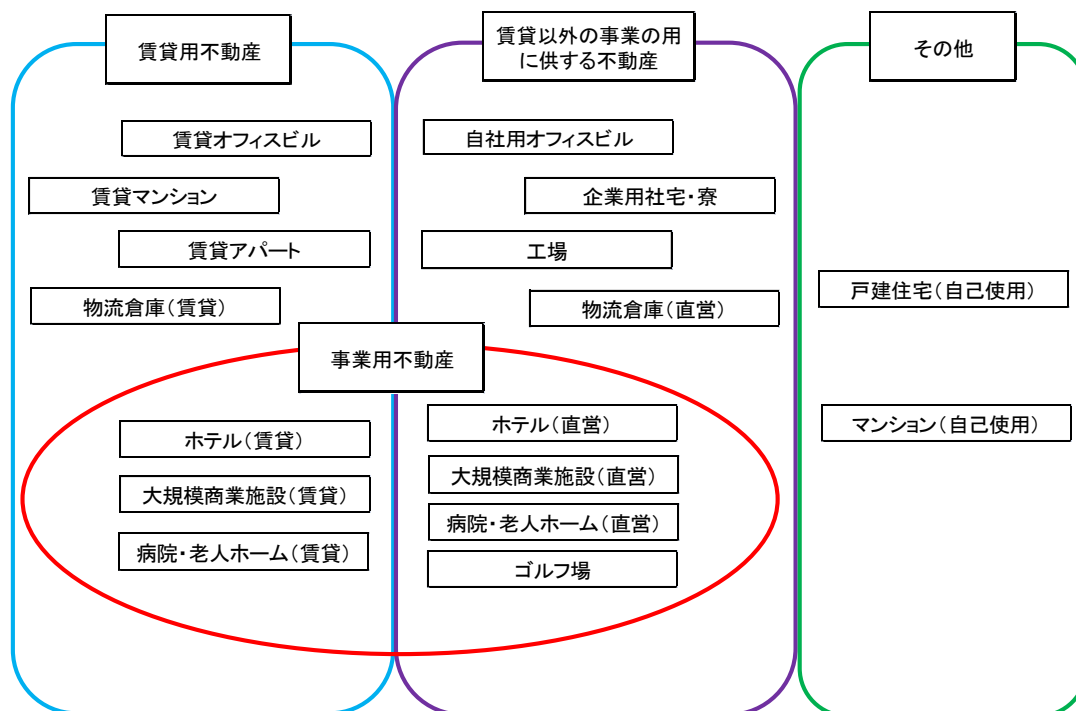 賃貸用不動産
賃貸オフィスビル
賃貸マンション
賃貸アパート
物流倉庫(賃貸)
賃貸以外の事業の用
に供する不動産
自社用オフィスビル
企業用社宅・寮
工場
物流倉庫(直営)
事業用不動産
ホテル(賃貸)
大規模商業施設(賃貸)
病院・老人ホーム(賃貸)
ホテル(直営)
大規模商業施設(直営)
病院・老人ホーム(直営)
ゴルフ場
その他
戸建住宅(自己使用)
マンション(自己使用)